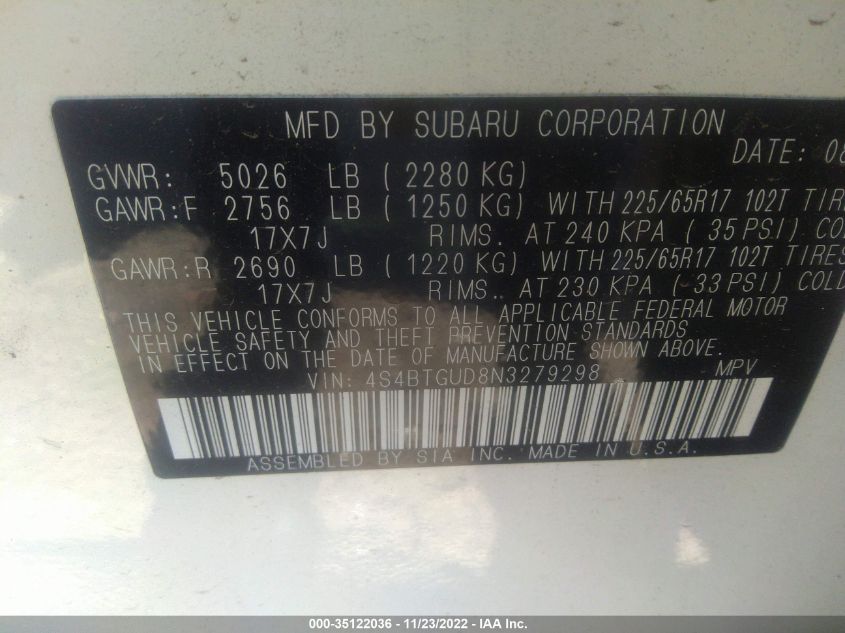 MFD BY SUBARU CORPORATION
DATE: 08
GVWR: 5026 LB ( 2280 KG)
GAWR:F 2756 LB ( 1250 KG) WITH 225/65R17 102T TIRE
17X7J RIMS. AT 240 KPA ( 35 PSI) CO
GAWR:R 2690 LB ( 1220 KG) WITH 225/65R17 102T TIRES
17X7J RIMS. AT 230 KPA ( 33 PSI) COLD
THIS VEHICLE CONFORMS TO ALL APPLICABLE FEDERAL MOTOR
VEHICLE SAFETY AND THEFT PREVENTION STANDARDS
IN EFFECT ON THE DATE OF MANUFACTURE SHOWN ABOVE.
VIN: 4S4BTGUD8N3279298 MPV
ASSEMBLED BY SIA INC. MADE IN U.S.A.
000-35122036 - 11/23/2022 - IAA Inc.